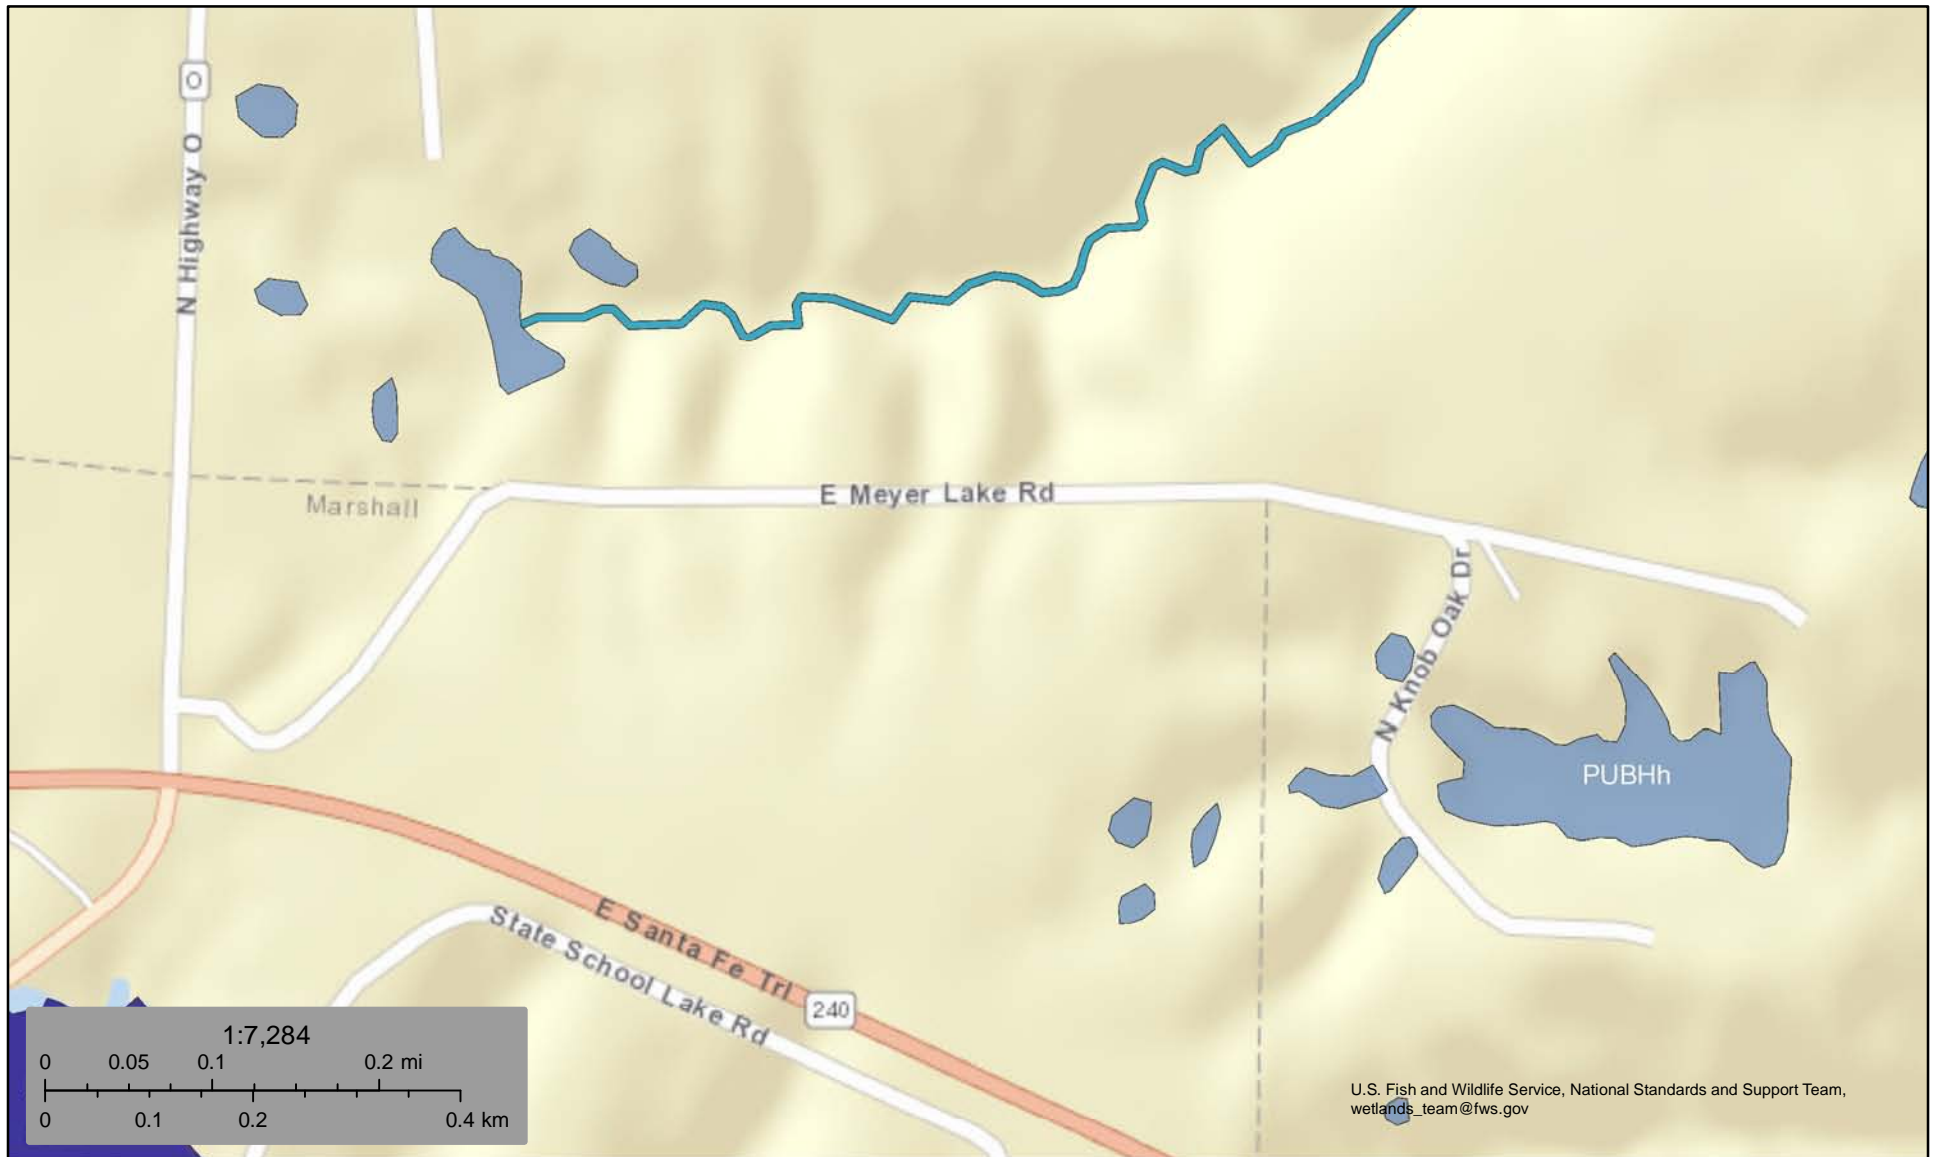 O
N Highway O
Marshall
E Meyer Lake Rd
N Knob Oak Dr
PUBHh
E Santa Fe Trl
240
State School Lake Rd
1:7,284
0 0.05 0.1 0.2 mi
0 0.1 0.2 0.4 km
U.S. Fish and Wildlife Service, National Standards and Support Team,
wetlands_team@fws.gov